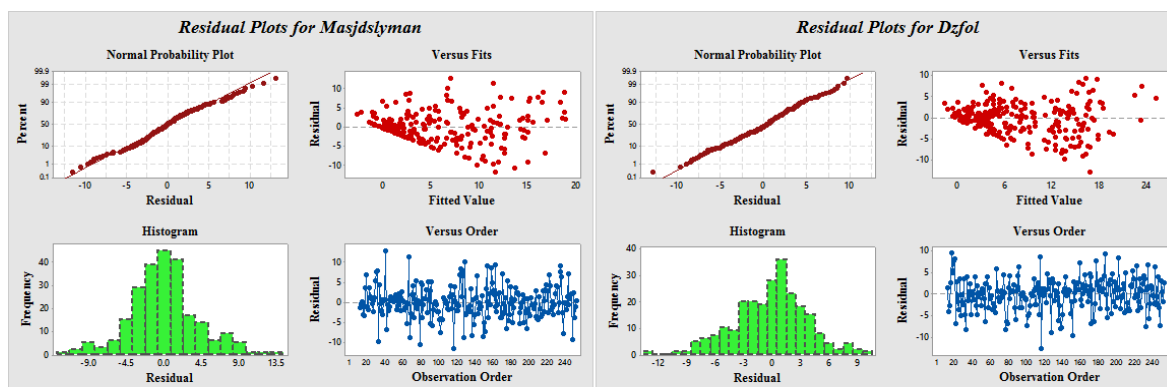 Residual Plots for Masjdslyman
Normal Probability Plot
Versus Fits
99.9
99
90
50
10
1
0.1
Percent
-10 -5 0 5 10
Residual
10
5
0
-5
-10
Residual
0 5 10 15 20
Fitted Value
Histogram
Versus Order
40
30
20
10
0
Frequency
-9.0 -4.5 0.0 4.5 9.0 13.5
Residual
10
5
0
-5
-10
Residual
1 20 40 60 80 100 120 140 160 180 200 220 240
Observation Order
Residual Plots for Dzfol
Normal Probability Plot
Versus Fits
99.9
99
90
50
10
1
0.1
Percent
-10 -5 0 5 10
Residual
10
5
0
-5
-10
Residual
0 6 12 18 24
Fitted Value
Histogram
Versus Order
40
30
20
10
0
Frequency
-12 -9 -6 -3 0 3 6 9
Residual
10
5
0
-5
-10
Residual
1 20 40 60 80 100 120 140 160 180 200 220 240
Observation Order